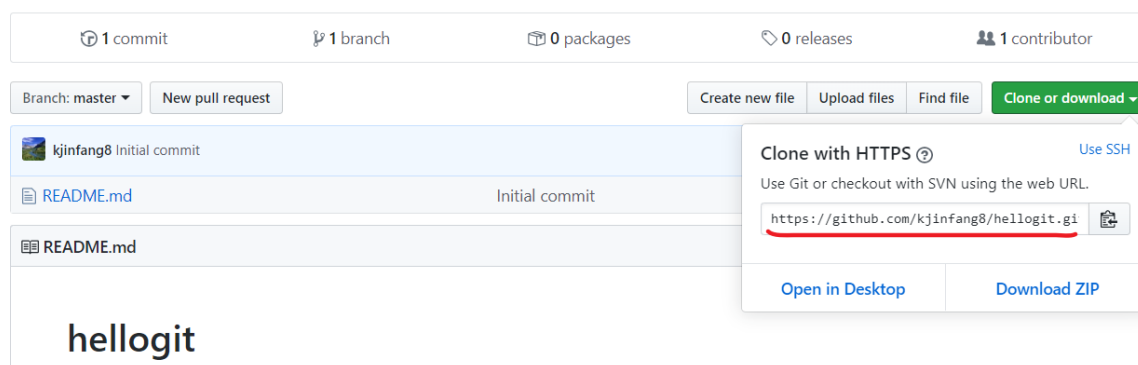 1 commit 1 branch 0 packages 0 releases 1 contributor
Branch: master New pull request Create new file Upload files Find file Clone or download
kjinfang8 Initial commit
README.md Initial commit
README.md
hellogit
Clone with HTTPS Use SSH
Use Git or checkout with SVN using the web URL.
https://github.com/kjinfang8/hellogit.gi
Open in Desktop Download ZIP